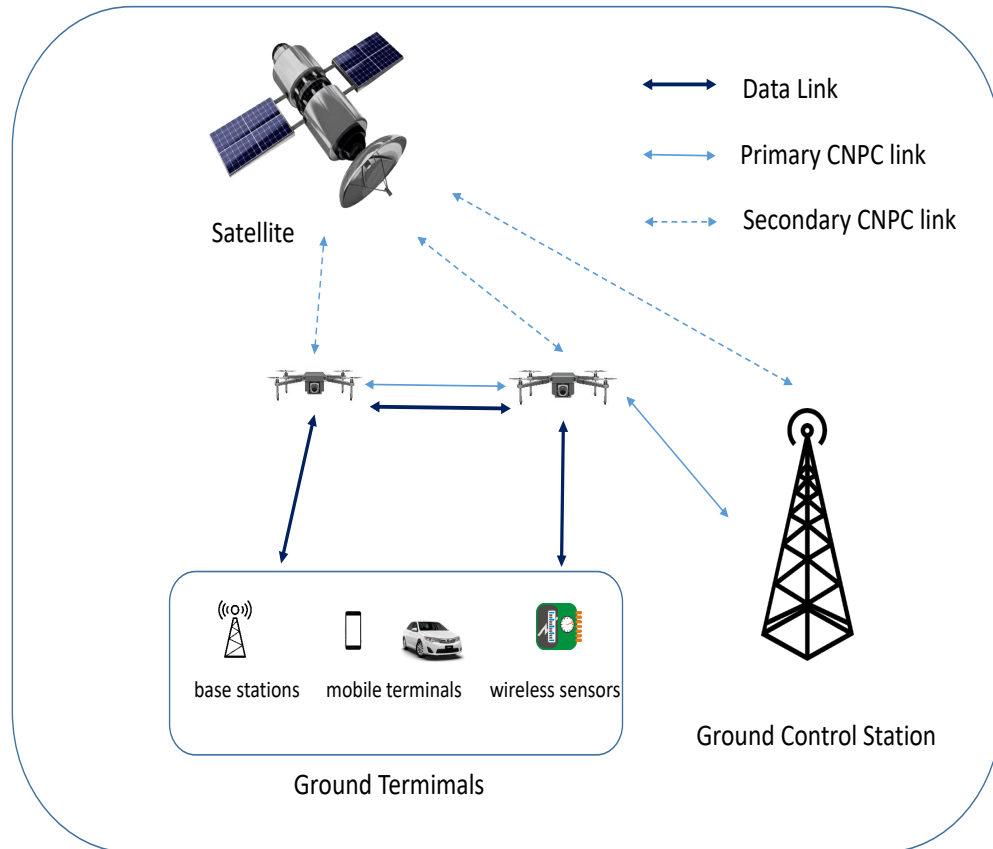 Data Link
Primary CNPC link
Secondary CNPC link
Satellite
base stations
mobile terminals
wireless sensors
Ground Control Station
Ground Termimals